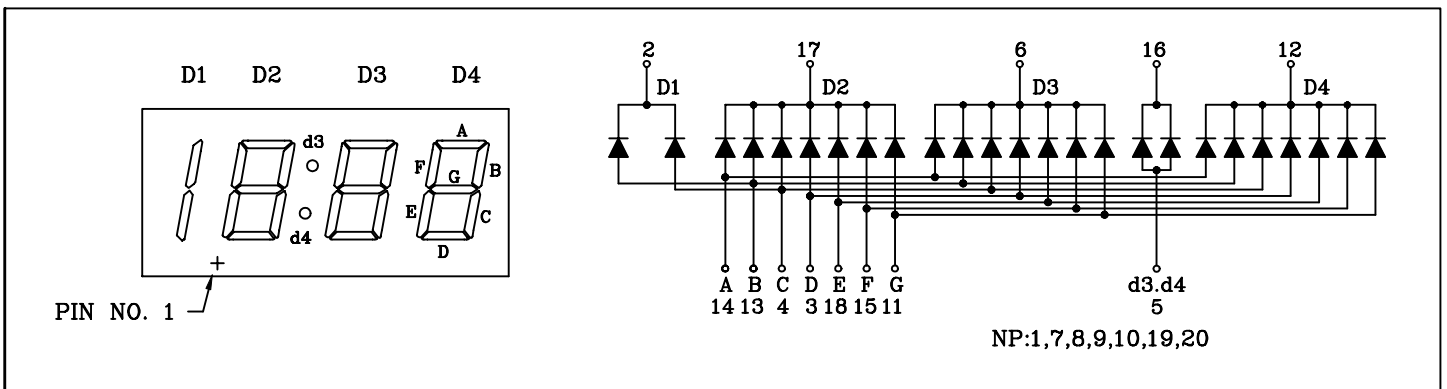 D1 D2 D3 D4
d3
d4
A
F
G
B
E
C
D
PIN NO. 1
+
2 17 6 16 12
D1 D2 D3 D4
A B C D E F G d3.d4
14 13 4 3 18 15 11 5
NP:1,7,8,9,10,19,20